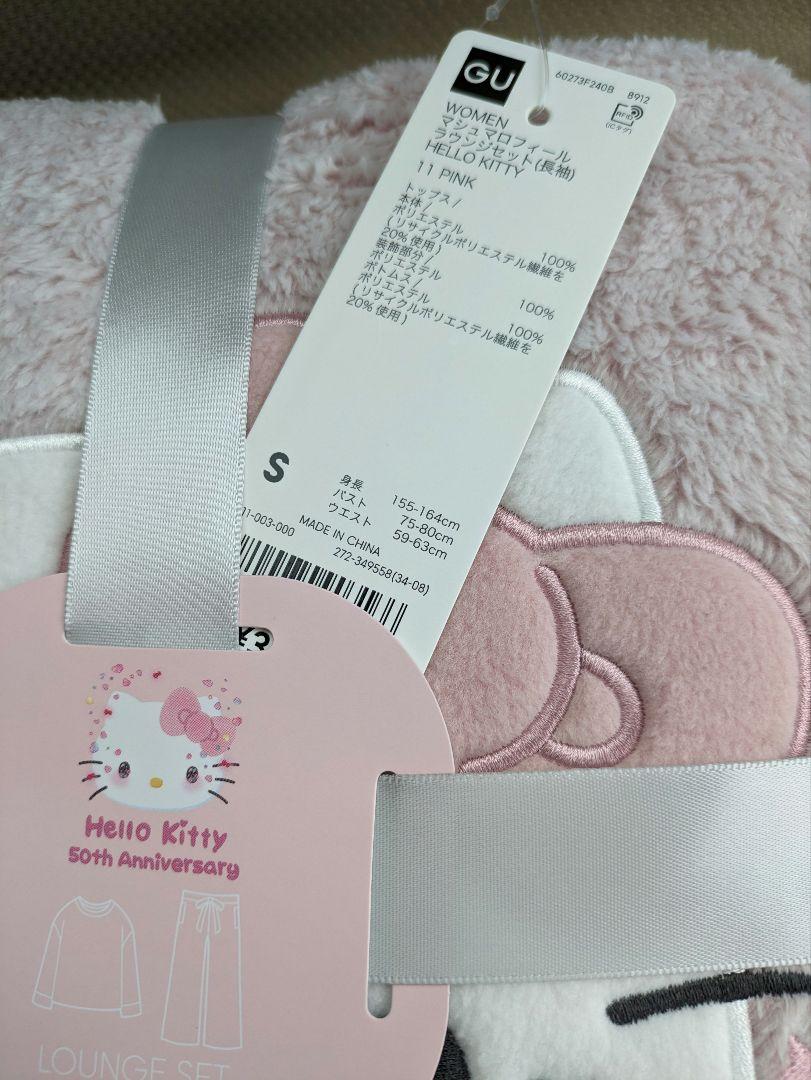 GU
60273F240B B912
RFID
(ICタグ)
WOMEN
マシュマロフィール
ラウンジセット(長袖)
HELLO KITTY
11 PINK
トップス/
本体/
ポリエステル 100%
(リサイクルポリエステル繊維を
20%使用)
装飾部分/
ポリエステル 100%
ボトムス/
ポリエステル 100%
(リサイクルポリエステル繊維を
20%使用)
S
身長 155-164cm
バスト 75-80cm
ウエスト 59-63cm
11-003-000 MADE IN CHINA
272-349558(34-08)
Hello Kitty
50th Anniversary
LOUNGE SET